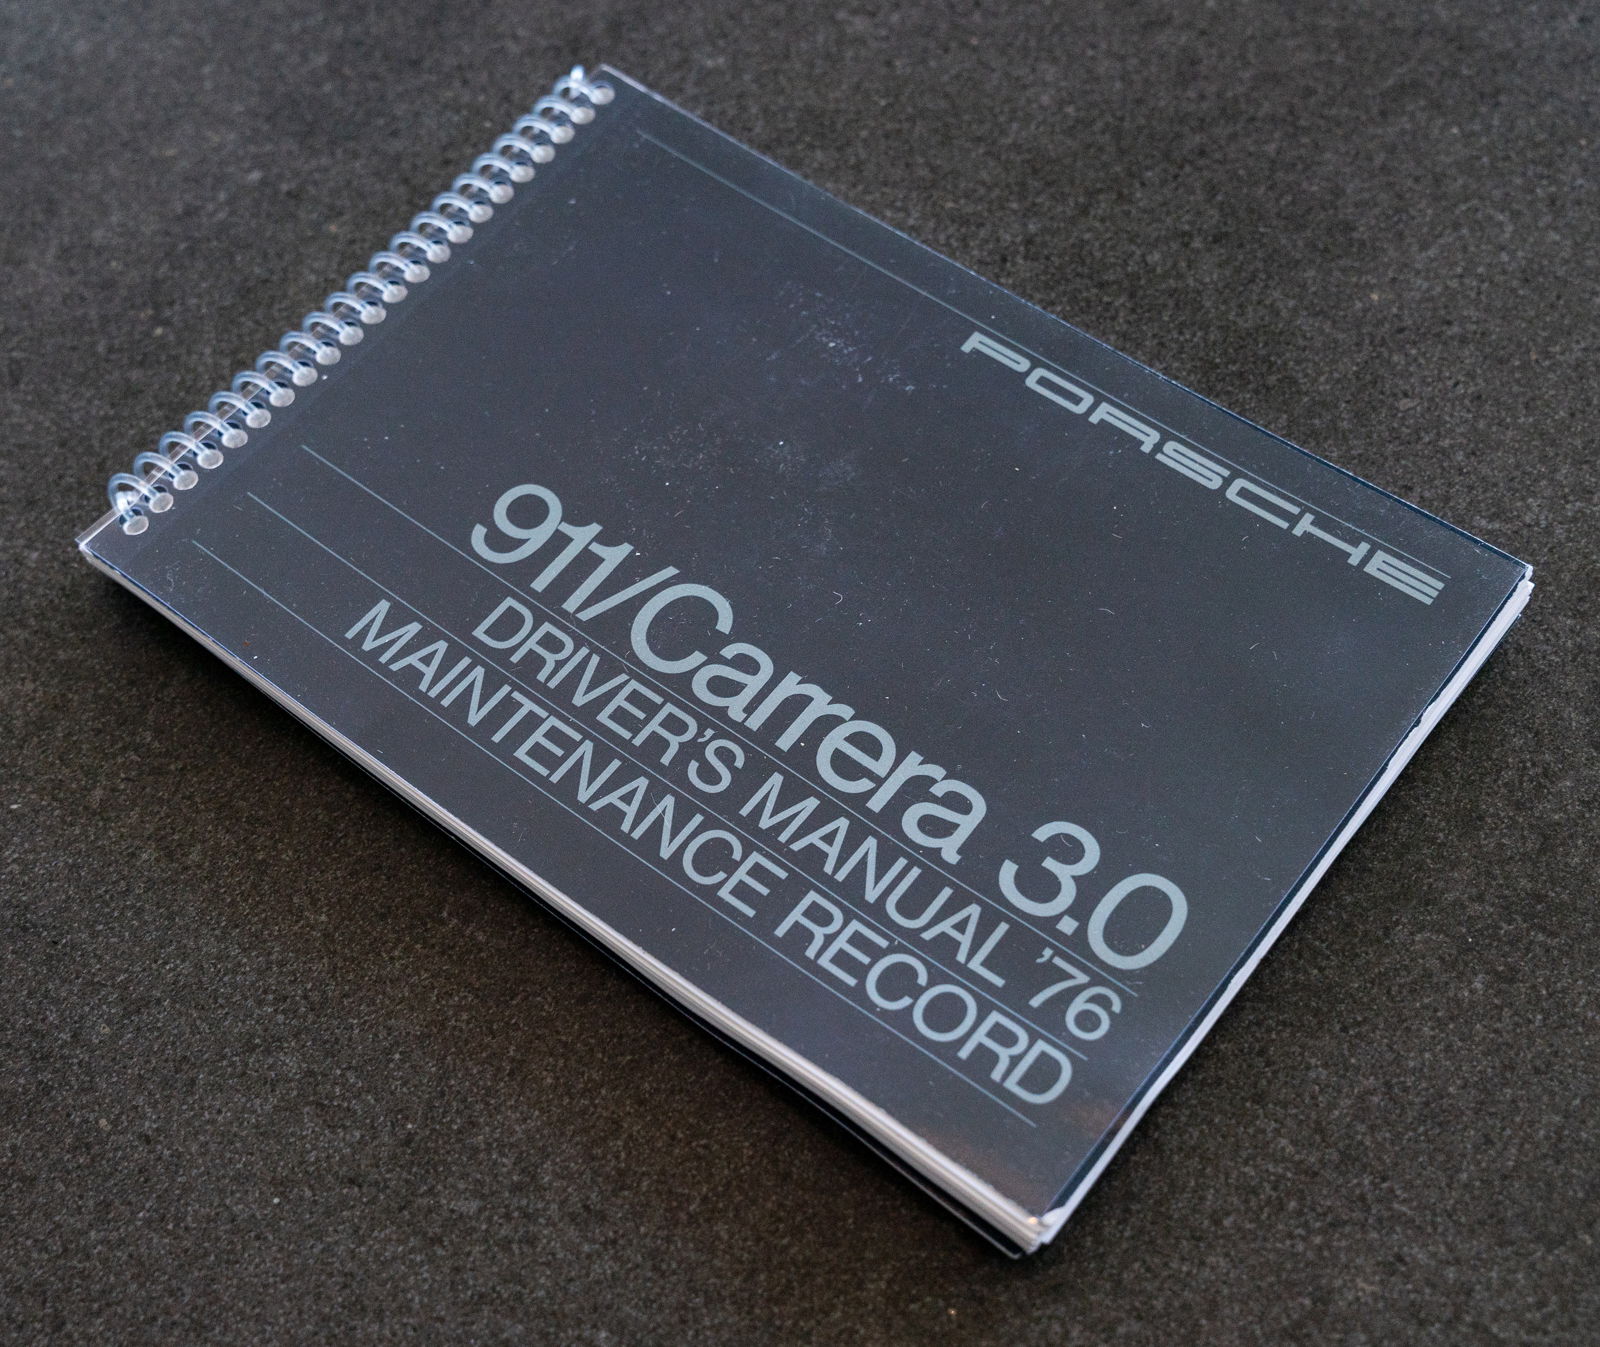 PORSCHE
911/Carrera 3.0
DRIVER'S MANUAL '76
MAINTENANCE RECORD